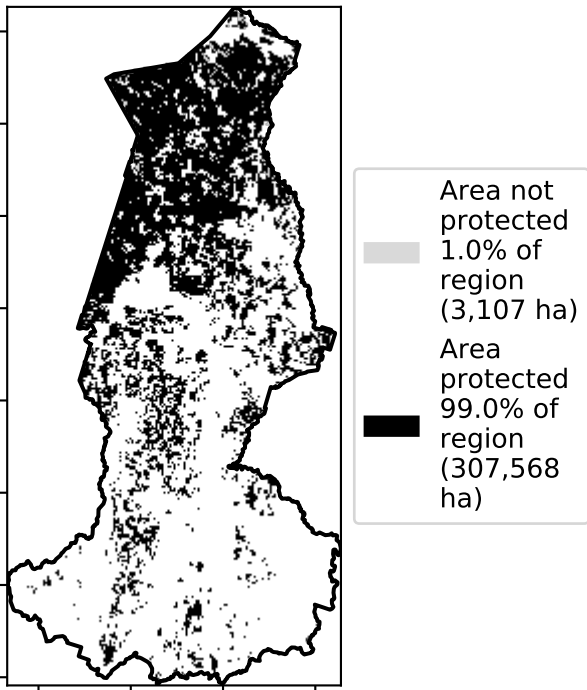 Area not
protected
1.0% of
region
(3,107 ha)
Area
protected
99.0% of
region
(307,568
ha)